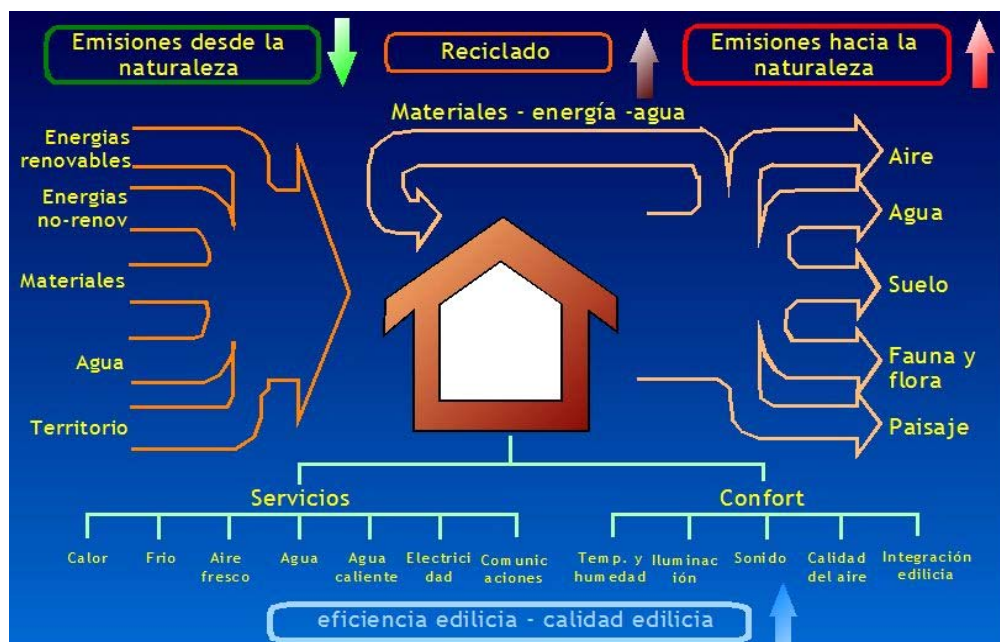 Emisiones desde la
naturaleza
Reciclado
Emisiones hacia la
naturaleza
Materiales - energía -agua
Energias
renovables
Energias
no-renov
Materiales
Agua
Territorio
Aire
Agua
Suelo
Fauna y
flora
Paisaje
Servicios
Confort
Calor
Frio
Aire
fresco
Agua
Agua
caliente
Electrici
dad
Comunic
aciones
Temp. y
humedad
Iluminac
ión
Sonido
Calidad
del aire
Integración
edilicia
eficiencia edilicia - calidad edilicia